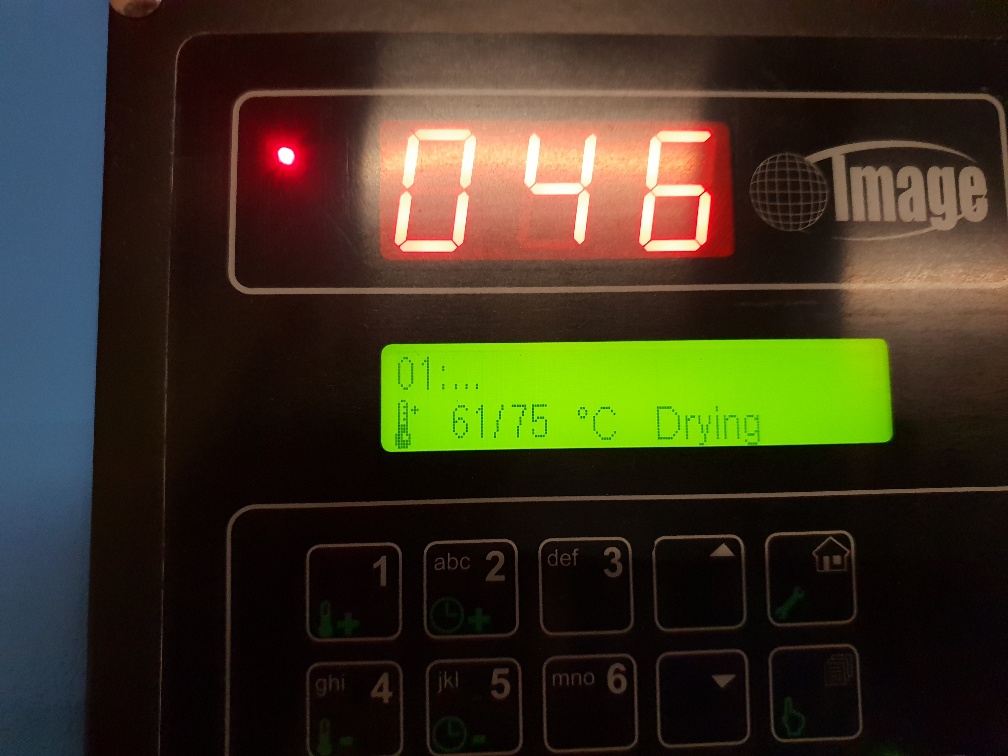 046
Image
01:...
61/75 °C Drying
1
abc 2
def 3
ghi 4
jkl 5
mno 6